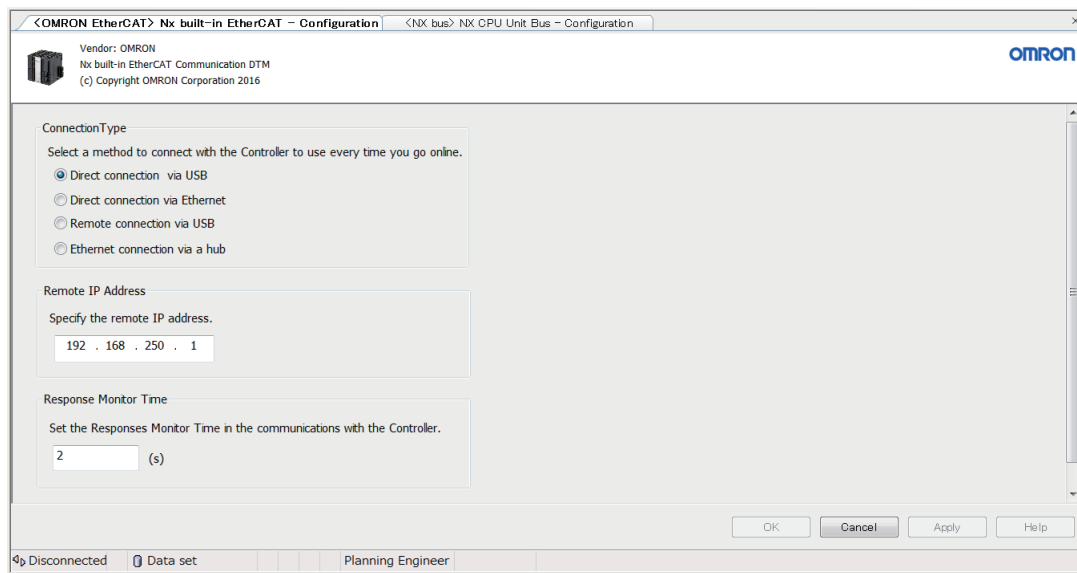 <OMRON EtherCAT> Nx built-in EtherCAT - Configuration
<NX bus> NX CPU Unit Bus - Configuration
Vendor: OMRON
Nx built-in EtherCAT Communication DTM
(c) Copyright OMRON Corporation 2016
OMRON
ConnectionType
Select a method to connect with the Controller to use every time you go online.
Direct connection via USB
Direct connection via Ethernet
Remote connection via USB
Ethernet connection via a hub
Remote IP Address
Specify the remote IP address.
192 . 168 . 250 . 1
Response Monitor Time
Set the Responses Monitor Time in the communications with the Controller.
2 (s)
OK Cancel Apply Help
Disconnected Data set Planning Engineer